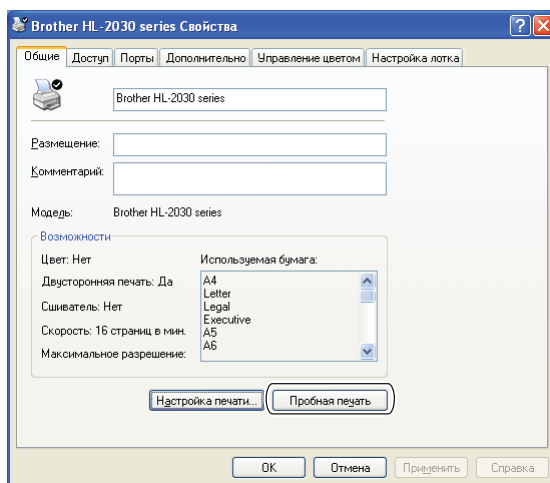 Brother HL-2030 series Свойства
Общие Доступ Порты Дополнительно Управление цветом Настройка лотка
Brother HL-2030 series
Размещение:
Комментарий:
Модель: Brother HL-2030 series
Возможности
Цвет: Нет
Используемая бумага:
Двусторонняя печать: Да
Сшиватель: Нет
Скорость: 16 страниц в мин.
Максимальное разрешение:
A4
Letter
Legal
Executive
A5
A6
Настройка печати... Пробная печать
OK Отмена Применить Справка